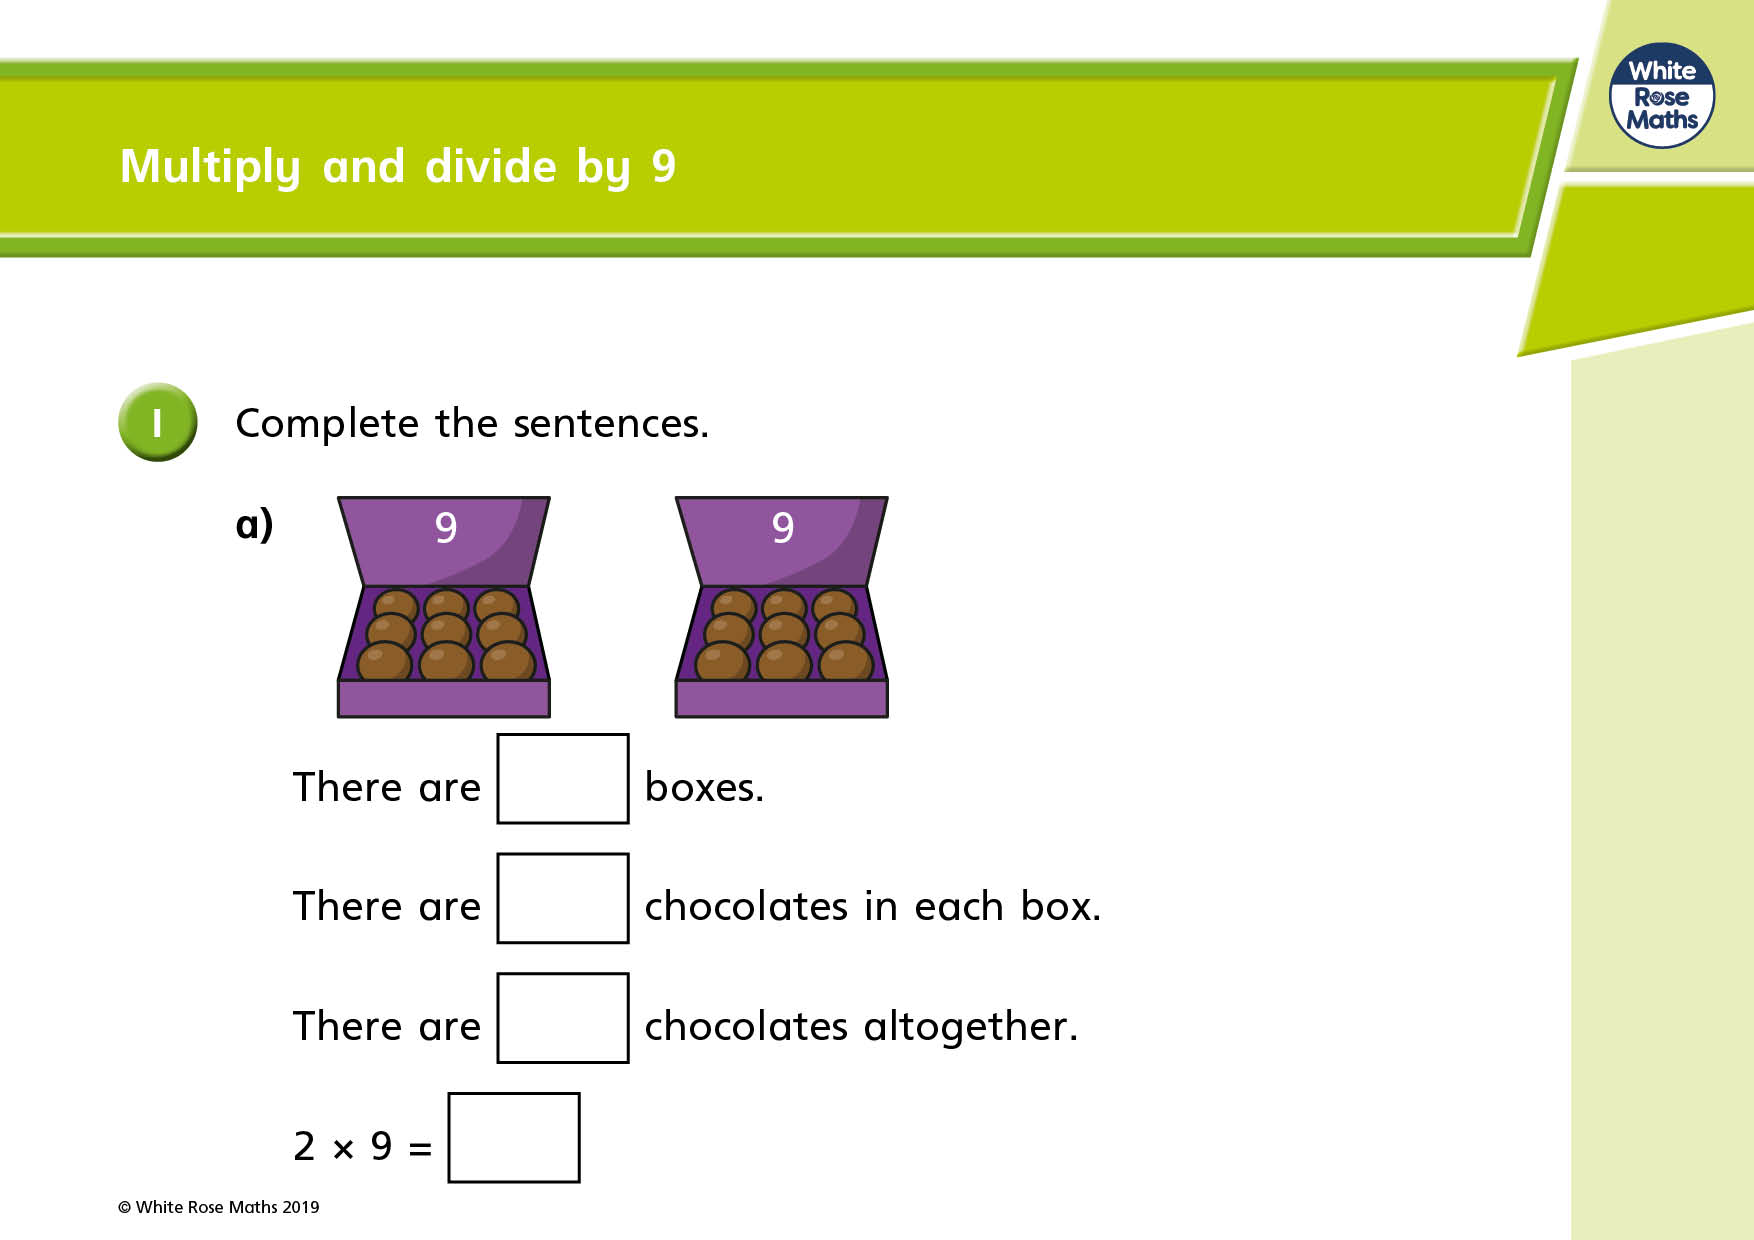 White
Rose
Maths
Multiply and divide by 9
1 Complete the sentences.
a) 9 9
There are boxes.
There are chocolates in each box.
There are chocolates altogether.
2 × 9 =
© White Rose Maths 2019